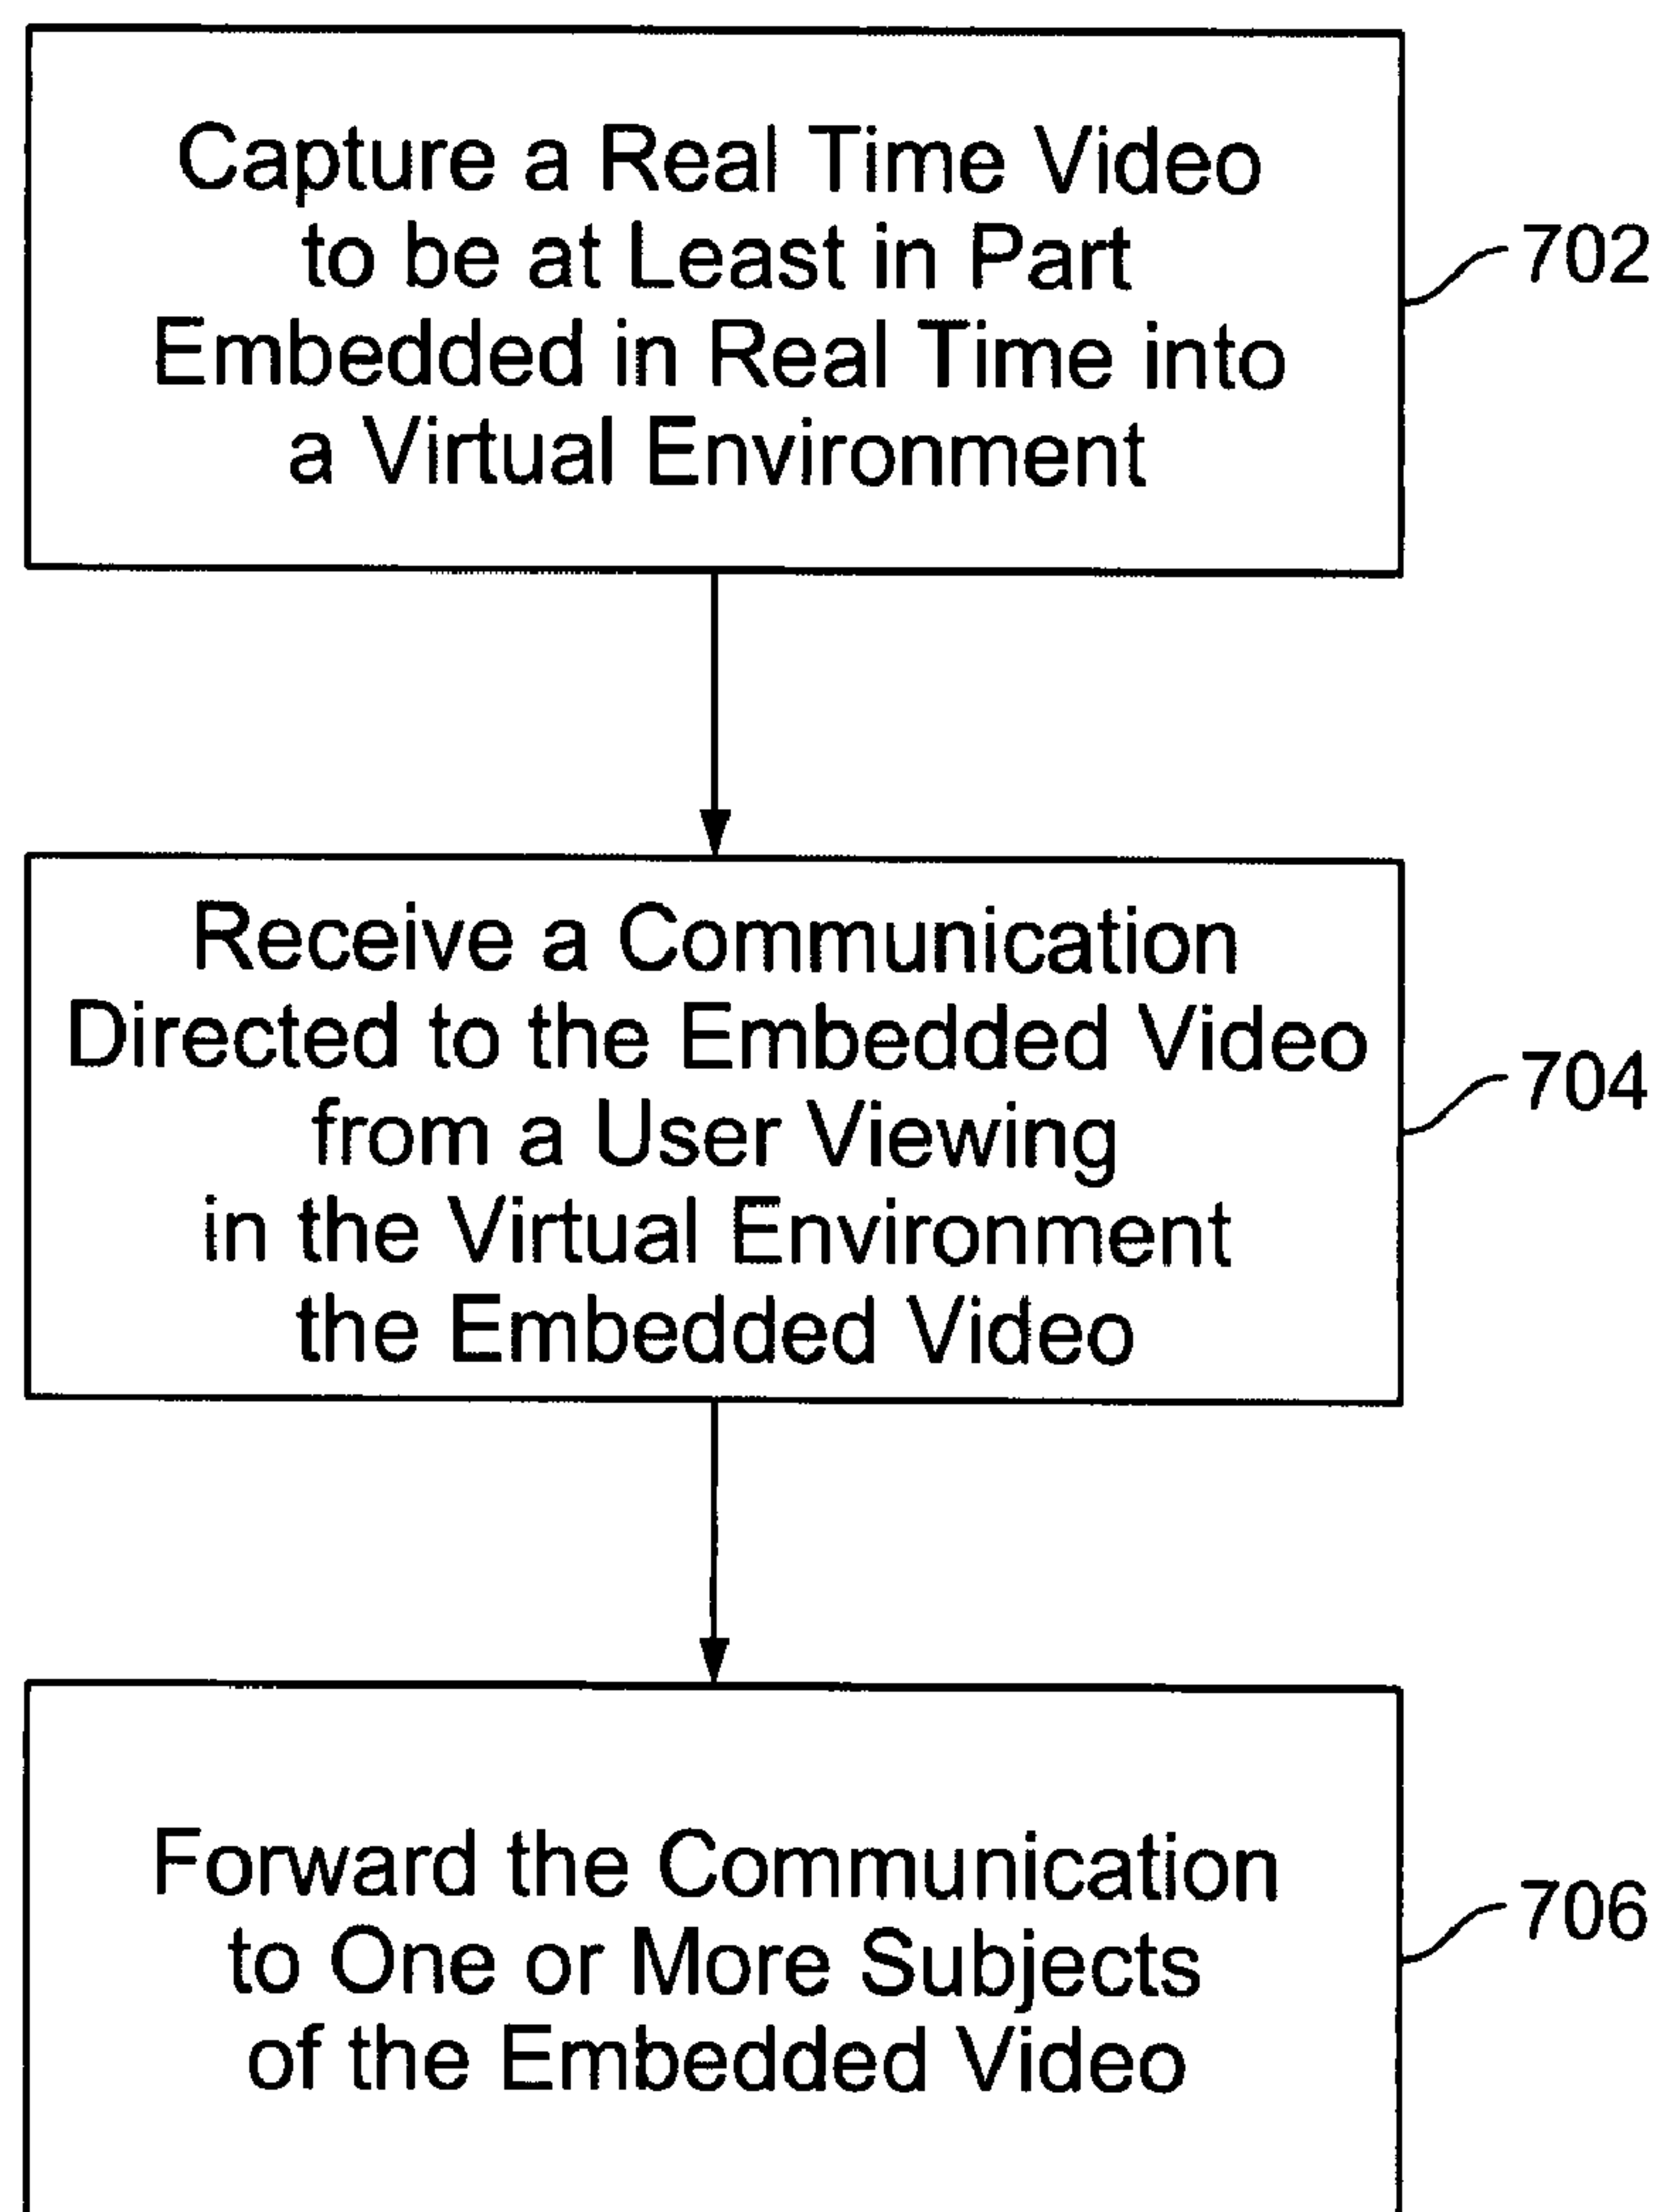 Capture a Real Time Video
to be at Least in Part
Embedded in Real Time into
a Virtual Environment
702
Receive a Communication
Directed to the Embedded Video
from a User Viewing
in the Virtual Environment
the Embedded Video
704
Forward the Communication
to One or More Subjects
of the Embedded Video
706